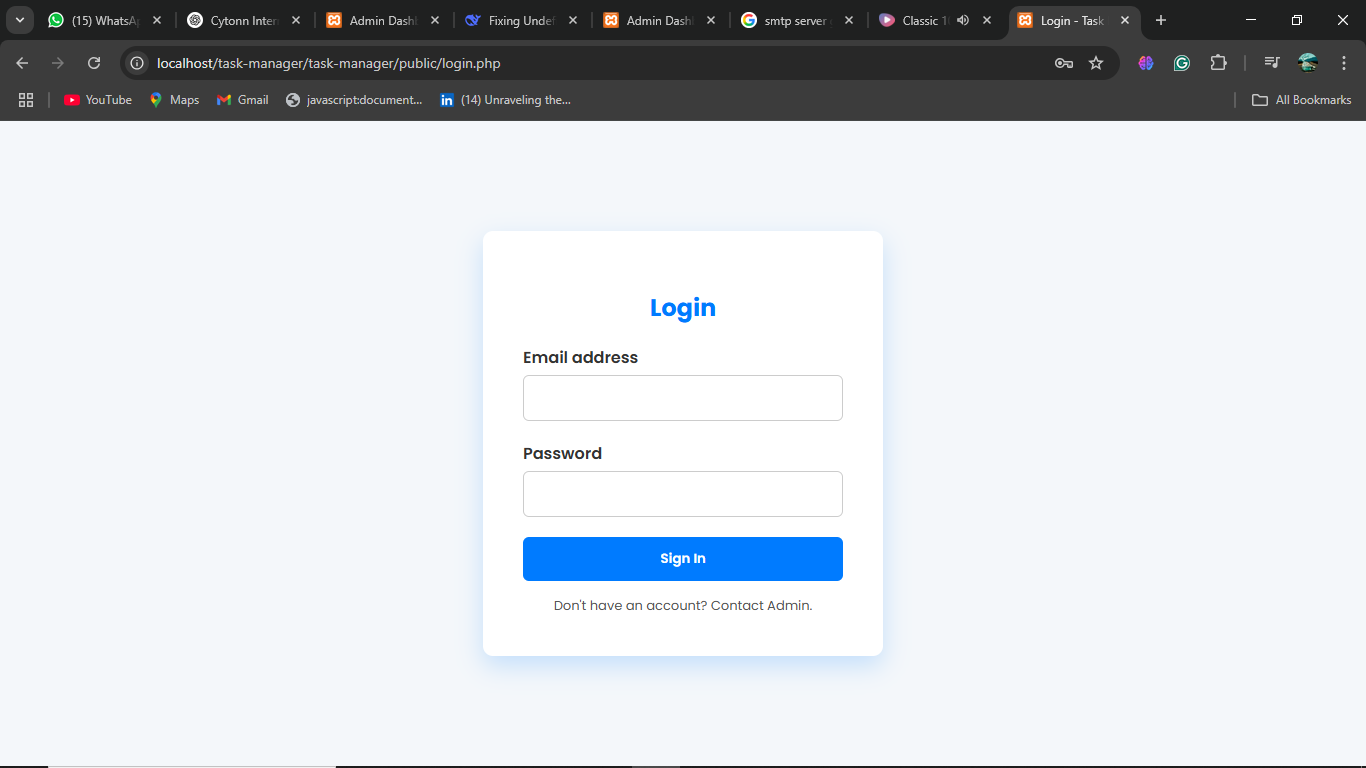 (15) WhatsAp
Cytonn Inter
Admin Dashb
Fixing Undef
Admin Dashb
smtp server
Classic 1
Login - Task
localhost/task-manager/task-manager/public/login.php
YouTube
Maps
Gmail
javascript:document...
(14) Unraveling the...
All Bookmarks
Login
Email address
Password
Sign In
Don't have an account? Contact Admin.